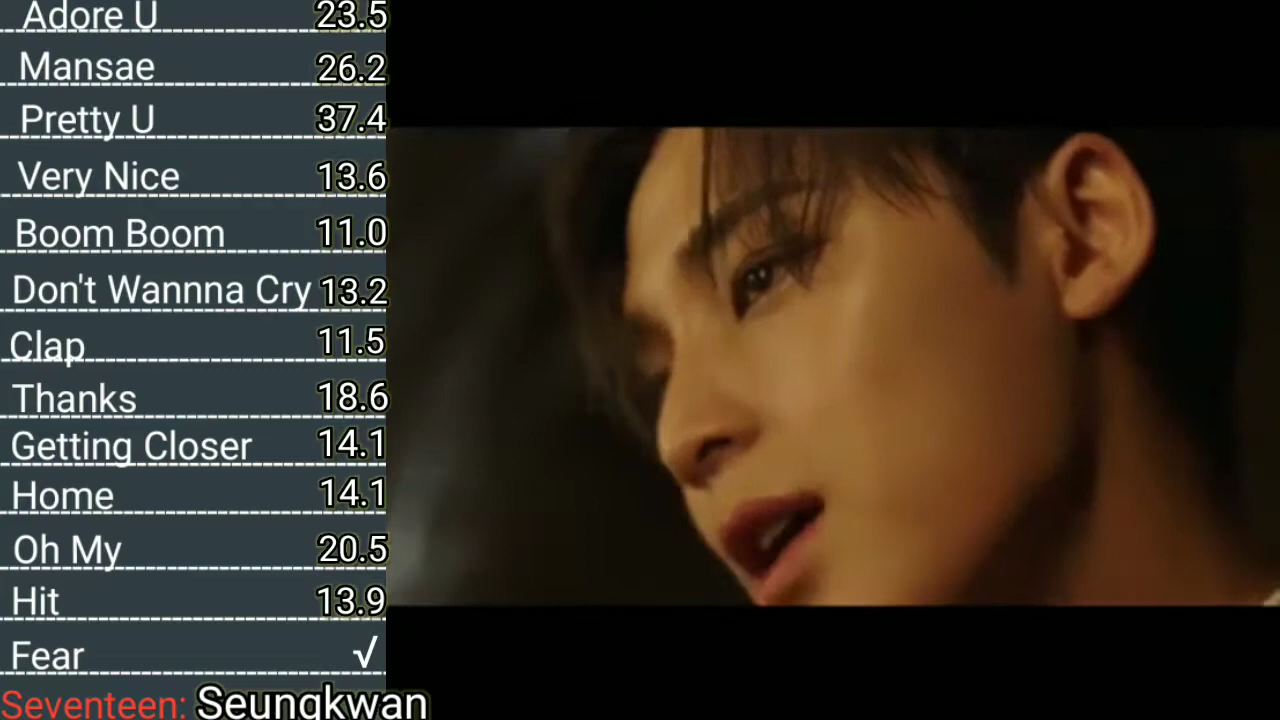 Adore U 23.5
Mansae 26.2
Pretty U 37.4
Very Nice 13.6
Boom Boom 11.0
Don't Wannna Cry 13.2
Clap 11.5
Thanks 18.6
Getting Closer 14.1
Home 14.1
Oh My 20.5
Hit 13.9
Fear √
Seventeen: Seungkwan